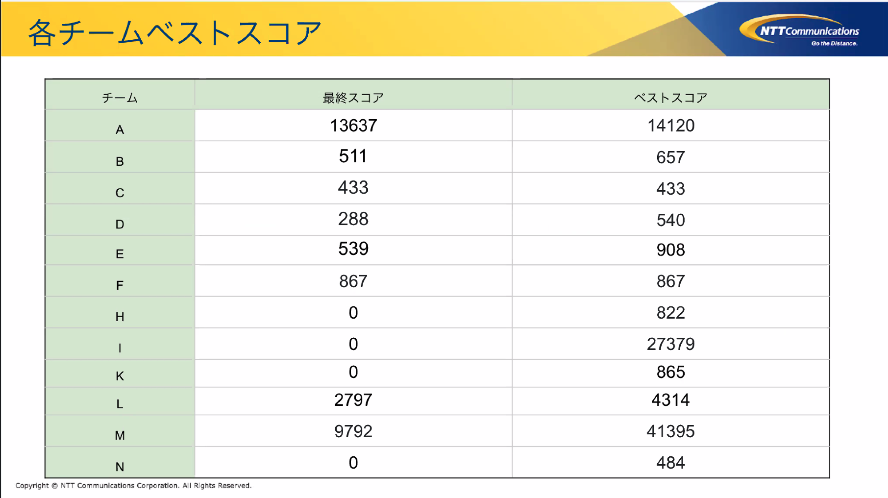 各チームベストスコア
NTT Communications
Go the Distance.
チーム 最終スコア ベストスコア
A 13637 14120
B 511 657
C 433 433
D 288 540
E 539 908
F 867 867
H 0 822
I 0 27379
K 0 865
L 2797 4314
M 9792 41395
N 0 484
Copyright © NTT Communications Corporation. All Rights Reserved.